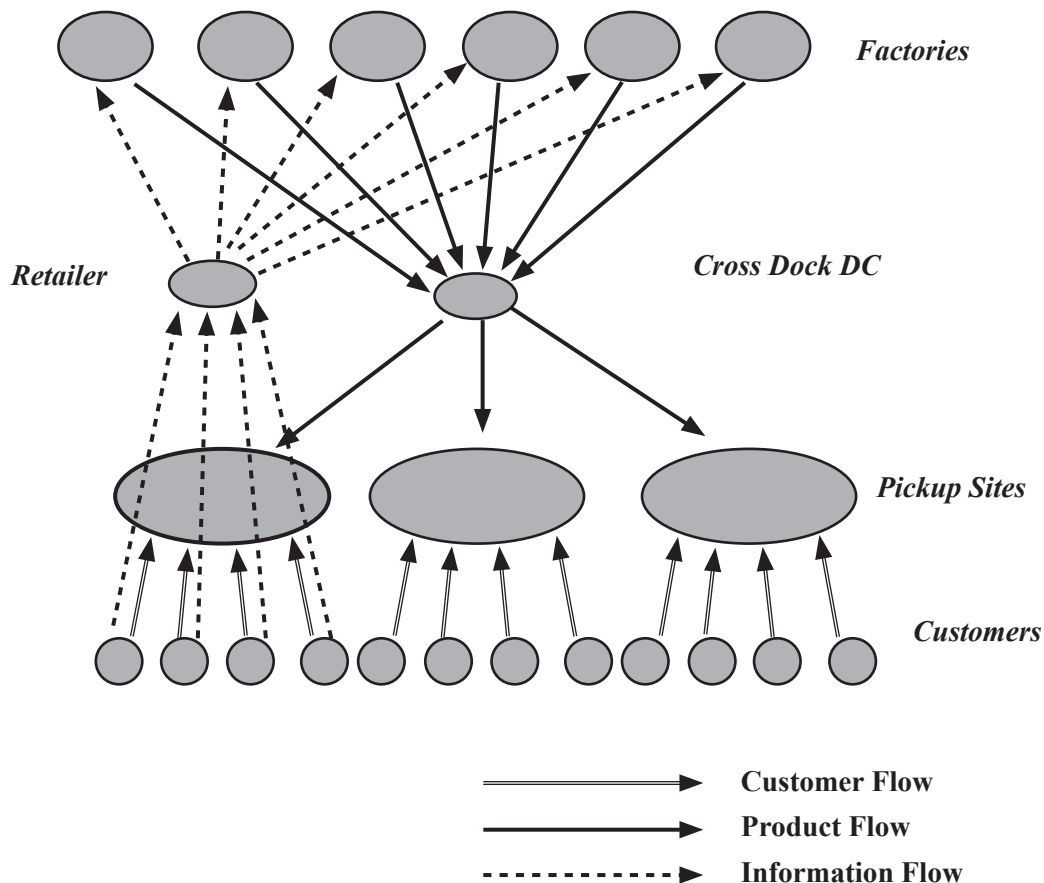 Factories
Cross Dock DC
Retailer
Pickup Sites
Customers
Customer Flow
Product Flow
Information Flow